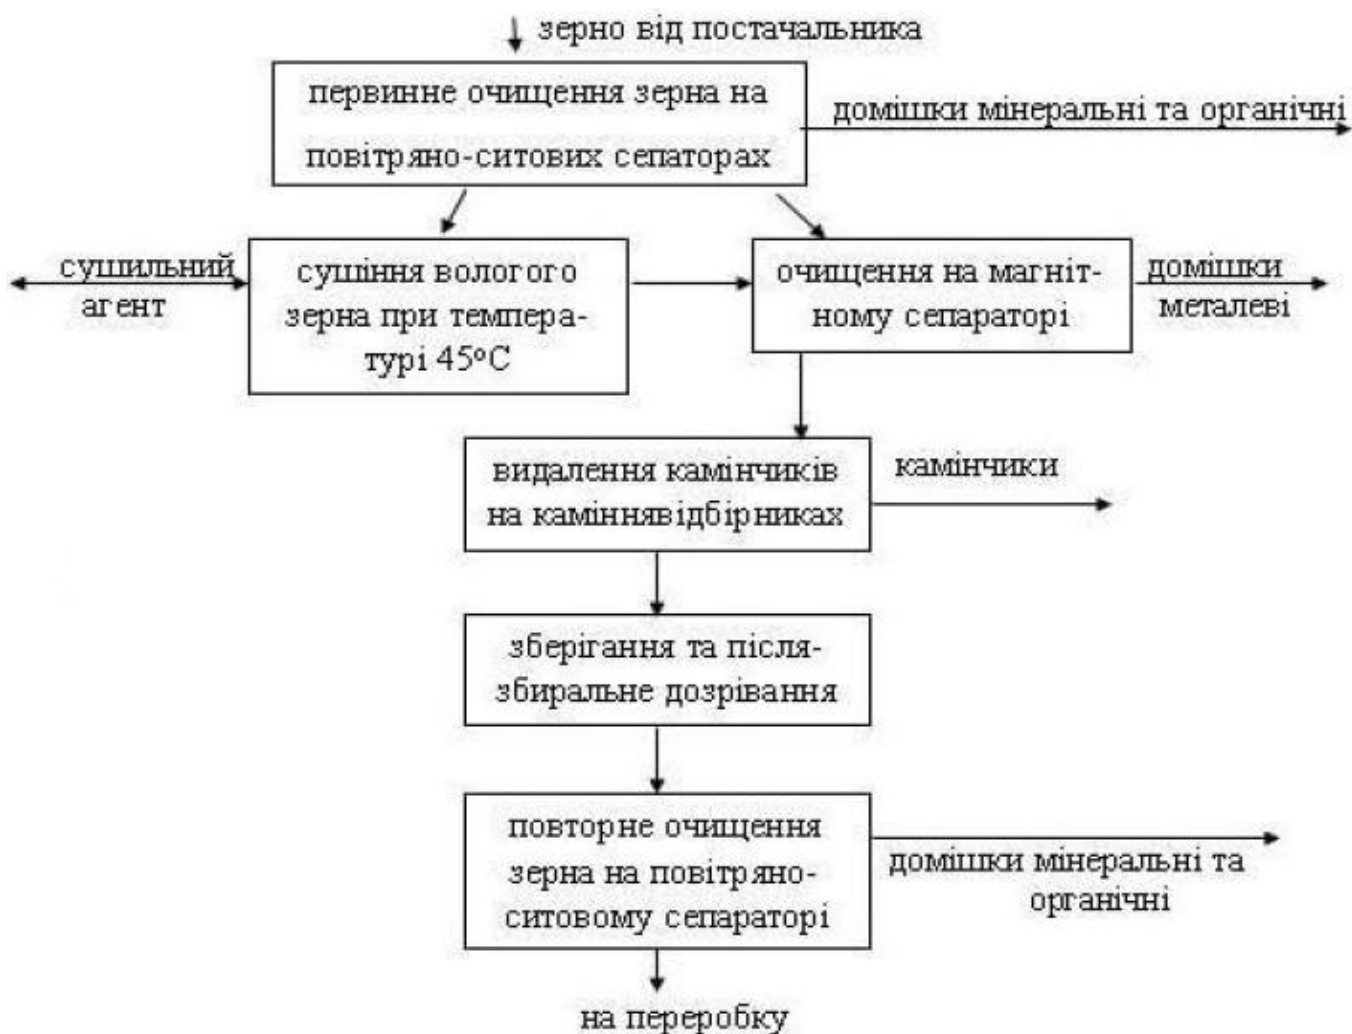 зерно від постачальника
первинне очищення зерна на
повітряно-ситових сепаторах
домішки мінеральні та органічні
сушильний
агент
сушіння вологого
зерна при темпера-
турі 45ºС
очищення на магніт-
ному сепараторі
домішки
металеві
видалення камінчиків
на каміннявідбірниках
камінчики
зберігання та після-
збиральне дозрівання
повторне очищення
зерна на повітряно-
ситовому сепараторі
домішки мінеральні та
органічні
на переробку